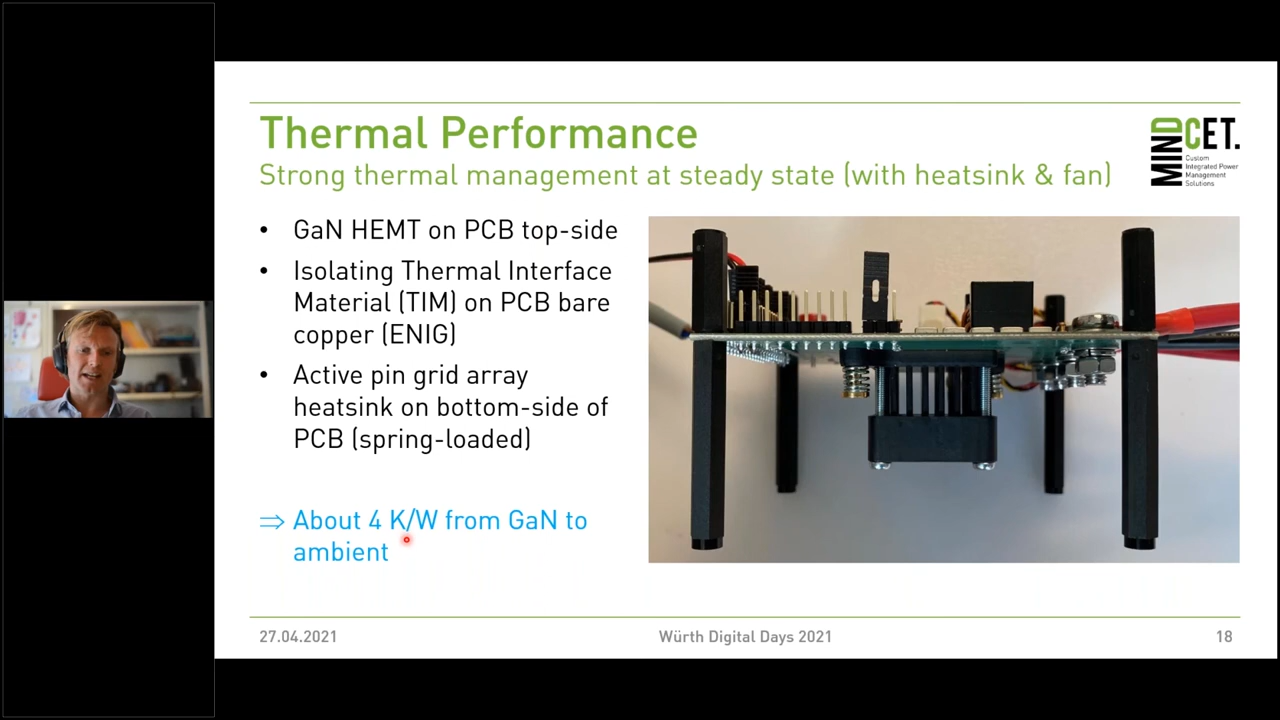 Thermal Performance
Strong thermal management at steady state (with heatsink & fan)
MINDCET.
Custom
Integrated Power
Management
Solutions
• GaN HEMT on PCB top-side
• Isolating Thermal Interface
Material (TIM) on PCB bare
copper (ENIG)
• Active pin grid array
heatsink on bottom-side of
PCB (spring-loaded)
⇒ About 4 K/W from GaN to
ambient
27.04.2021
Würth Digital Days 2021
18